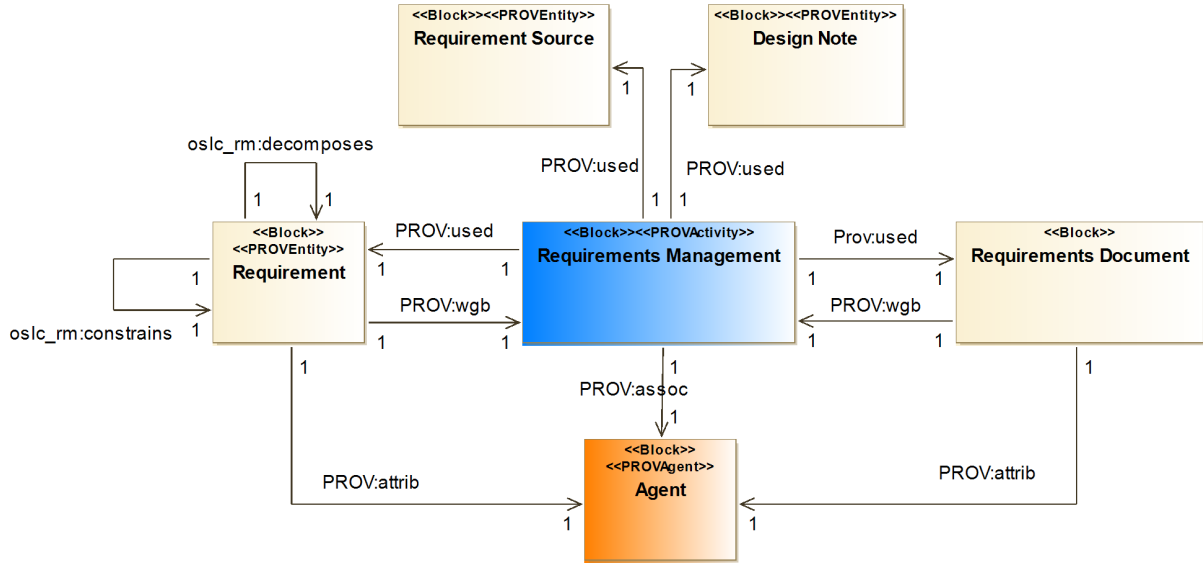 <<Block>><<PROVEntity>>
Requirement Source
<<Block>><<PROVEntity>>
Design Note
1
1
oslc_rm:decomposes
PROV:used
PROV:used
1
1
1
1
<<Block>>
<<PROVEntity>>
Requirement
PROV:used
<<Block>><<PROVActivity>>
Requirements Management
Prov:used
<<Block>>
Requirements Document
1
1
1
1
1
PROV:wgb
PROV:wgb
1
oslc_rm:constrains
1
1
1
1
1
1
1
PROV:assoc
1
<<Block>>
<<PROVAgent>>
Agent
PROV:attrib
PROV:attrib
1
1